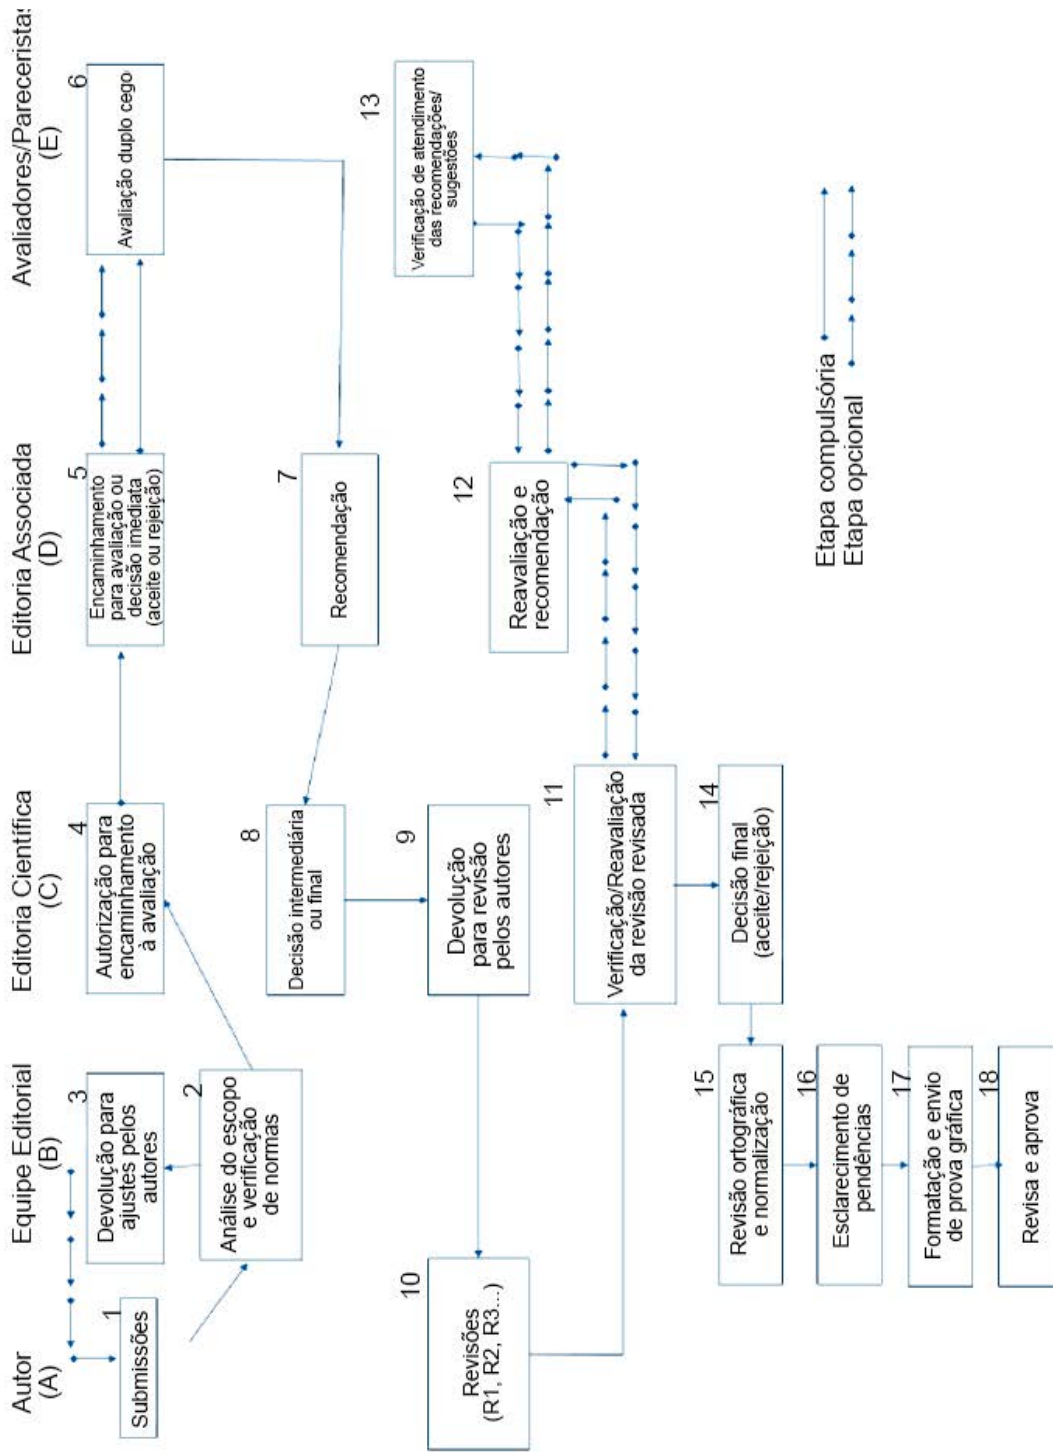 Autor
(A)
Equipe Editorial
(B)
Editoria Científica
(C)
Editoria Associada
(D)
Avaliadores/Pareceristas
(E)
1
Submissões
3
Devolução para
ajustes pelos
autores
2
Análise do escopo
e verificação
de normas
4
Autorização para
encaminhamento
à avaliação
5
Encaminhamento
para avaliação ou
decisão imediata
(aceite ou rejeição)
6
Avaliação duplo cego
7
Recomendação
8
Decisão intermediária
ou final
9
Devolução
para revisão
pelos autores
10
Revisões
(R1, R2, R3...)
11
Verificação/Reavaliação
da revisão revisada
12
Reavaliação e
recomendação
13
Verificação de atendimento
das recomendações/
sugestões
14
Decisão final
(aceite/rejeição)
15
Revisão ortográfica
e normalização
16
Esclarecimento de
pendências
17
Formatação e envio
de prova gráfica
18
Revisa e aprova
Etapa compulsória
Etapa opcional